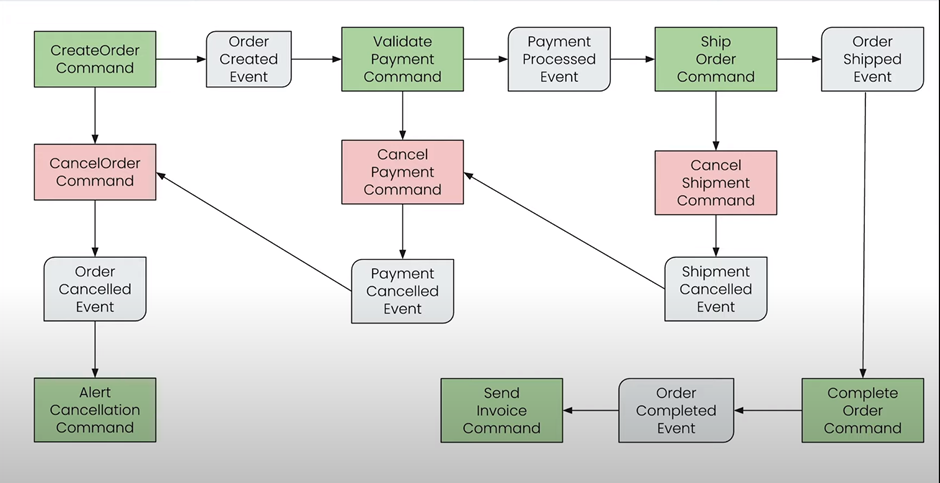 CreateOrder
Command
Order
Created
Event
Validate
Payment
Command
Payment
Processed
Event
Ship
Order
Command
Order
Shipped
Event
CancelOrder
Command
Cancel
Payment
Command
Cancel
Shipment
Command
Order
Cancelled
Event
Payment
Cancelled
Event
Shipment
Cancelled
Event
Alert
Cancellation
Command
Send
Invoice
Command
Order
Completed
Event
Complete
Order
Command